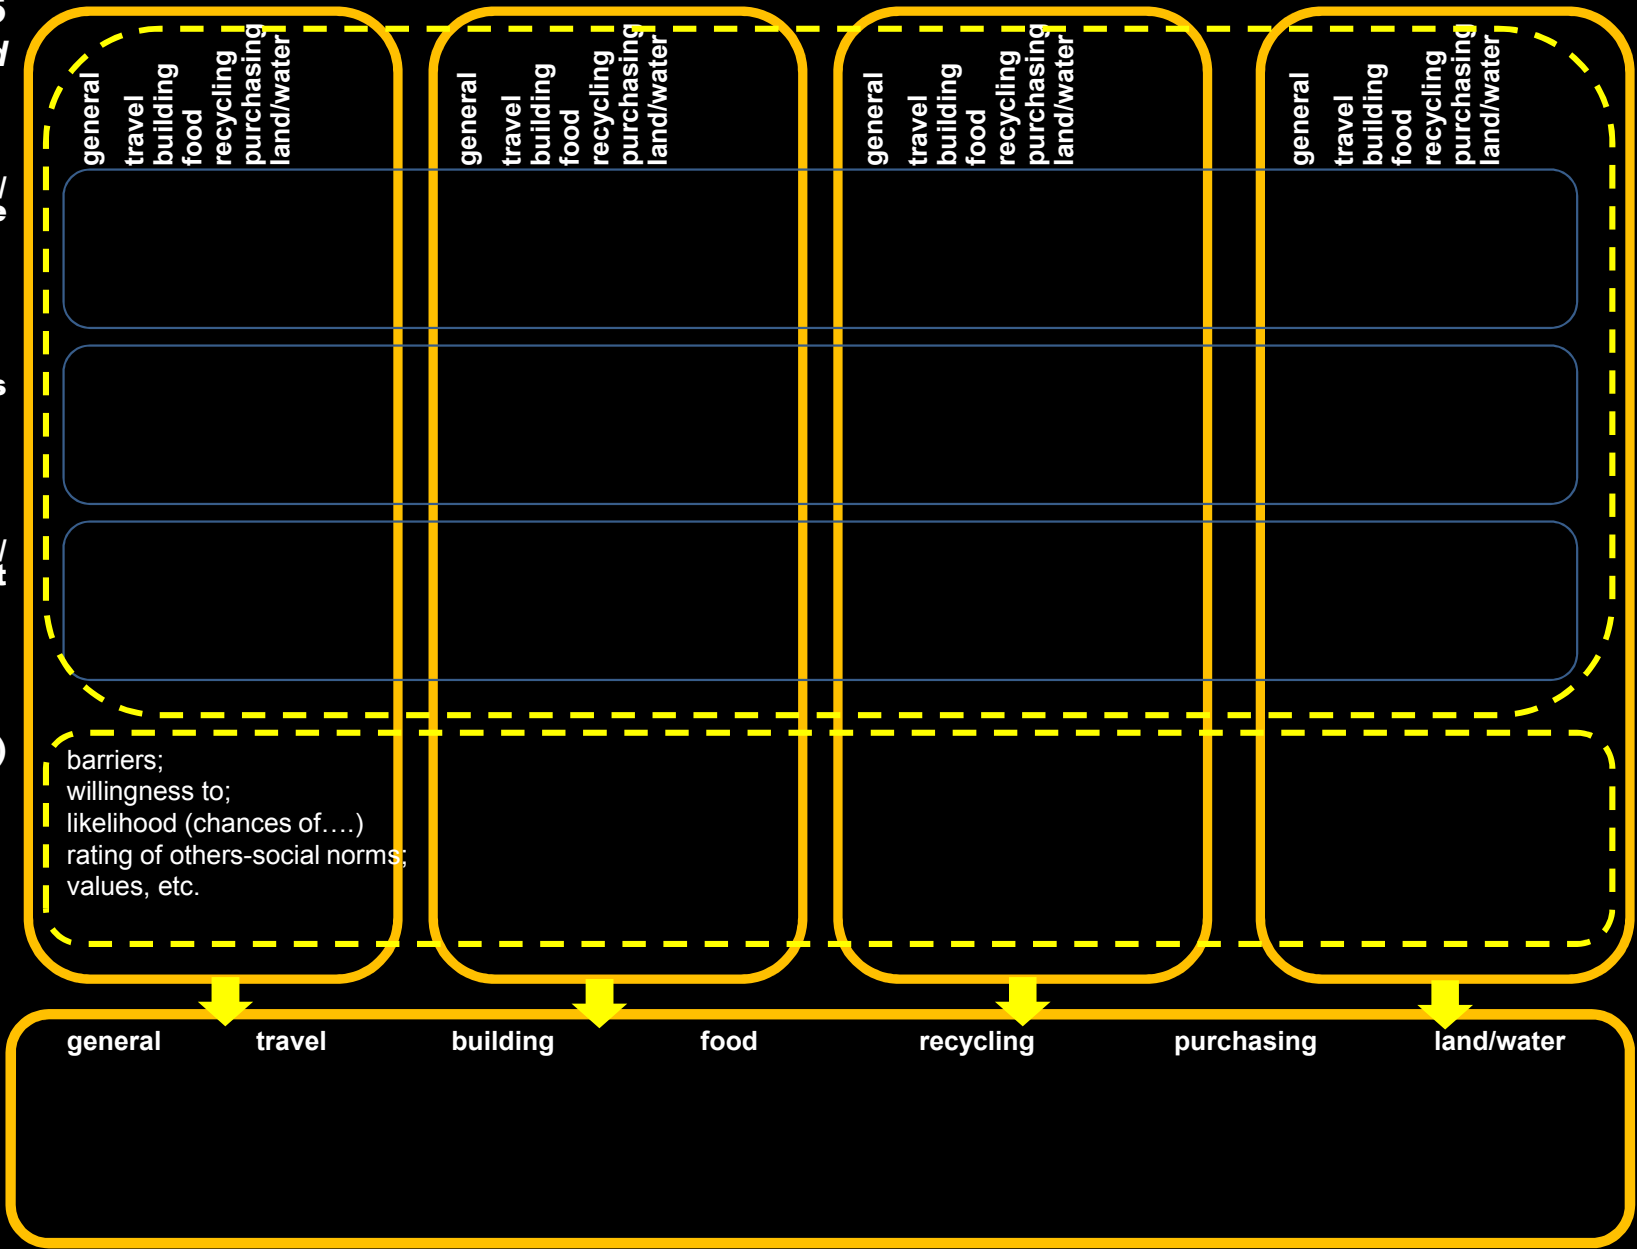 general
travel
building
food
recycling
purchasing
land/water
general
travel
building
food
recycling
purchasing
land/water
general
travel
building
food
recycling
purchasing
land/water
general
travel
building
food
recycling
purchasing
land/water
barriers;
willingness to;
likelihood (chances of….)
rating of others-social norms;
values, etc.
general travel building food recycling purchasing land/water